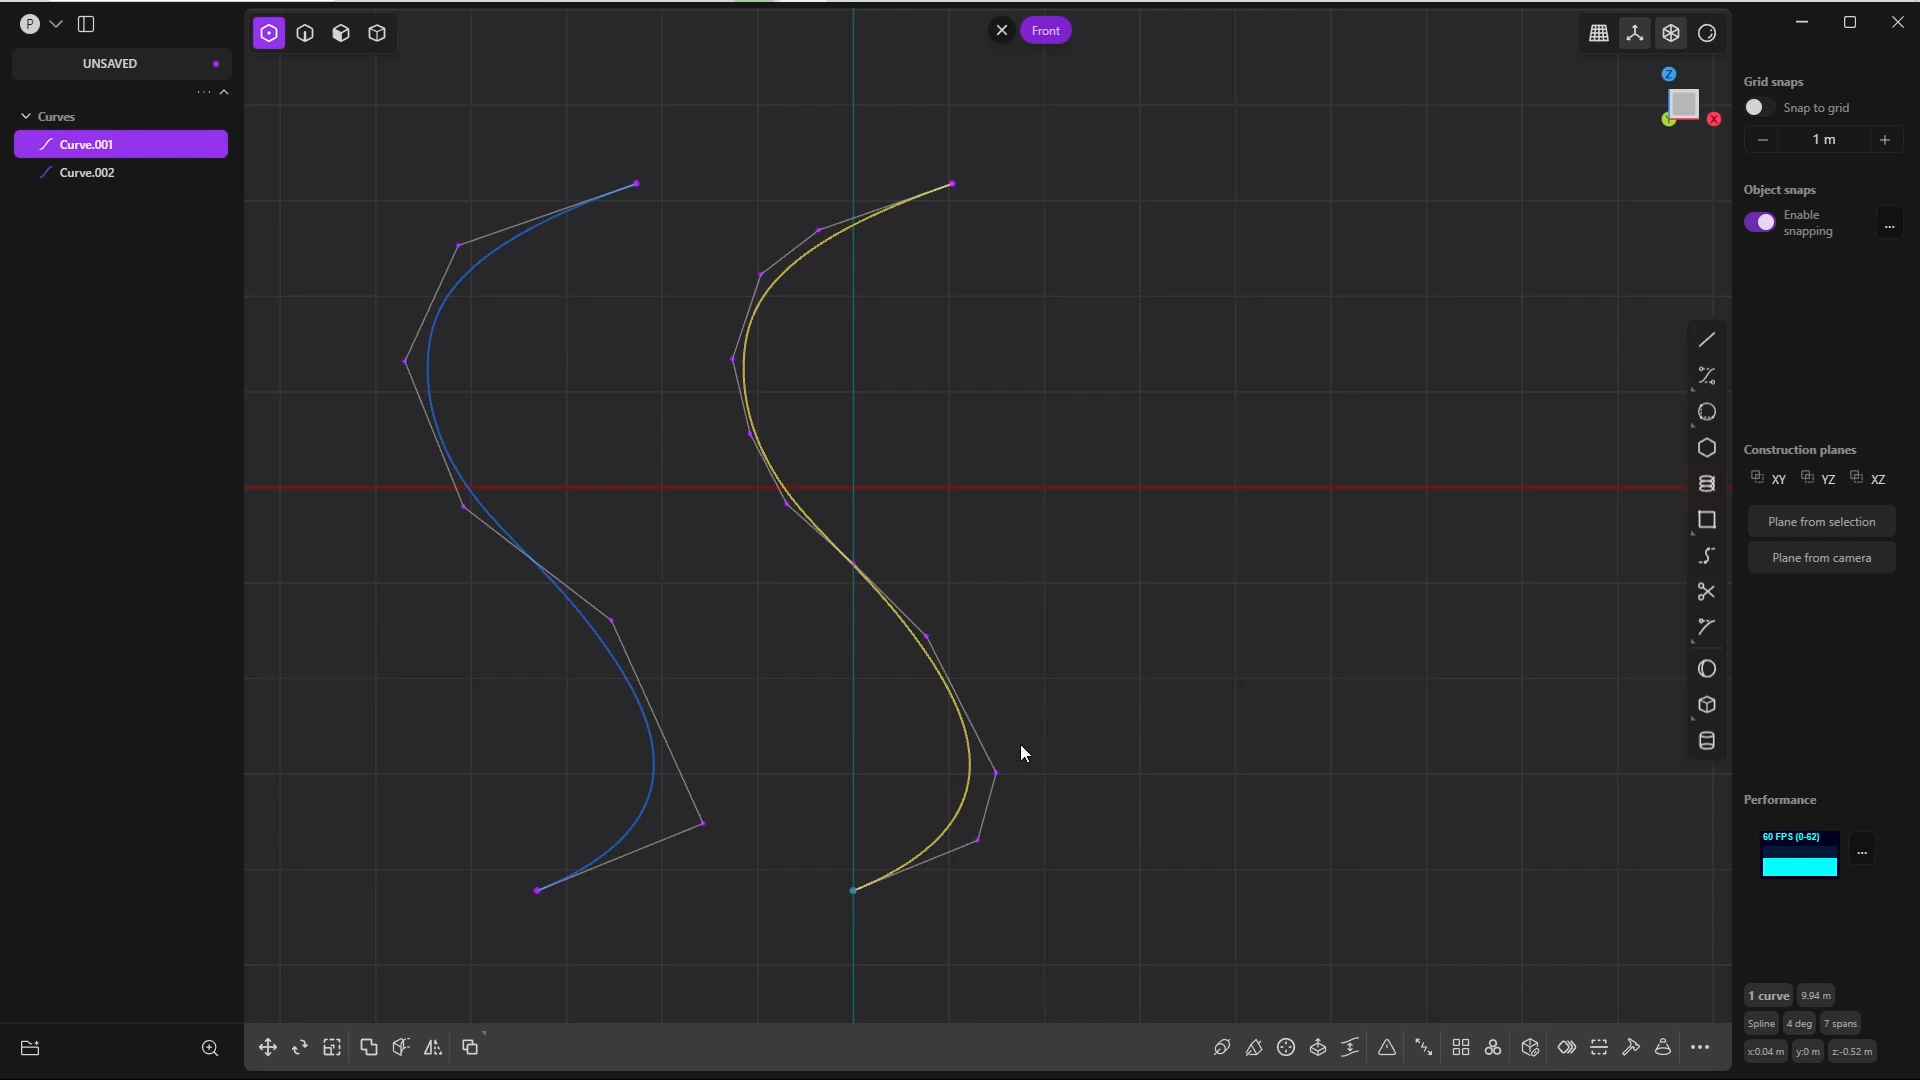 P
UNSAVED
...
Curves
Curve.001
Curve.002
Front
Z
Y
X
Grid snaps
Snap to grid
1 m
Object snaps
Enable
snapping
...
Construction planes
XY YZ XZ
Plane from selection
Plane from camera
Performance
60 FPS (0-62)
...
1 curve 9.94 m
Spline 4 deg 7 spans
x:0.04 m y:0 m z:-0.52 m